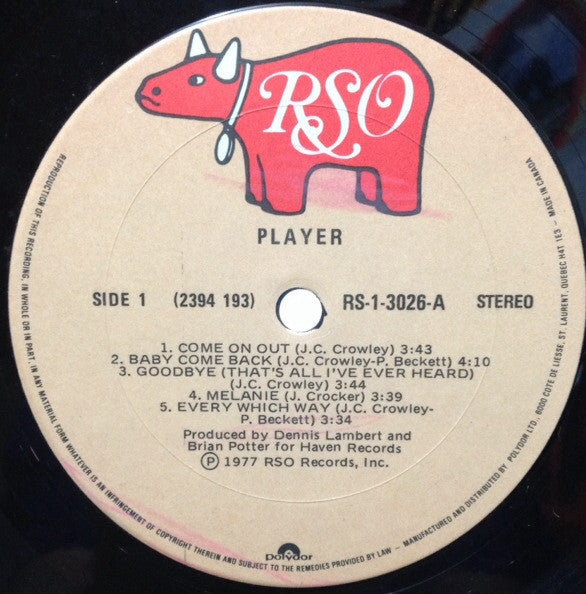 RSO
PLAYER
SIDE 1 (2394 193) RS-1-3026-A STEREO
1. COME ON OUT (J.C. Crowley) 3:43
2. BABY COME BACK (J.C. Crowley-P. Beckett) 4:10
3. GOODBYE (THAT'S ALL I'VE EVER HEARD)
(J.C. Crowley) 3:44
4. MELANIE (J. Crocker) 3:39
5. EVERY WHICH WAY (J.C. Crowley-
P. Beckett) 3:34
Produced by Dennis Lambert and
Brian Potter for Haven Records
Ⓟ 1977 RSO Records, Inc.
polydor
REPRODUCTION OF THIS RECORDING, IN WHOLE OR IN PART, IN ANY MATERIAL FORM WHATEVER IS AN INFRINGEMENT OF COPYRIGHT THEREIN AND SUBJECT TO THE REMEDIES PROVIDED BY LAW – MANUFACTURED AND DISTRIBUTED BY POLYDOR LTD., 6000 COTE DE LIESSE, ST. LAURENT, QUEBEC H4T 1E3 – MADE IN CANADA